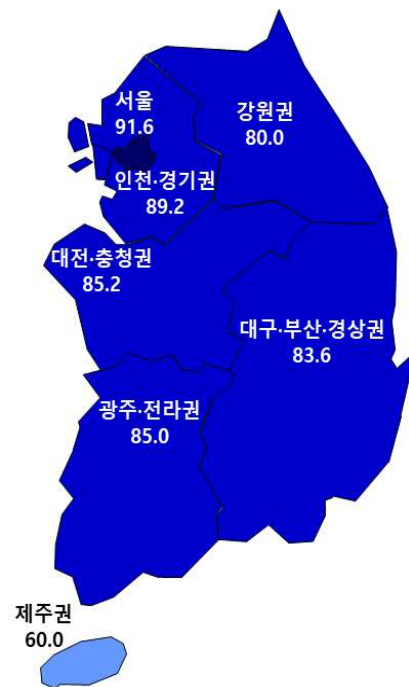 서울
91.6
강원권
80.0
인천·경기권
89.2
대전·충청권
85.2
대구·부산·경상권
83.6
광주·전라권
85.0
제주권
60.0